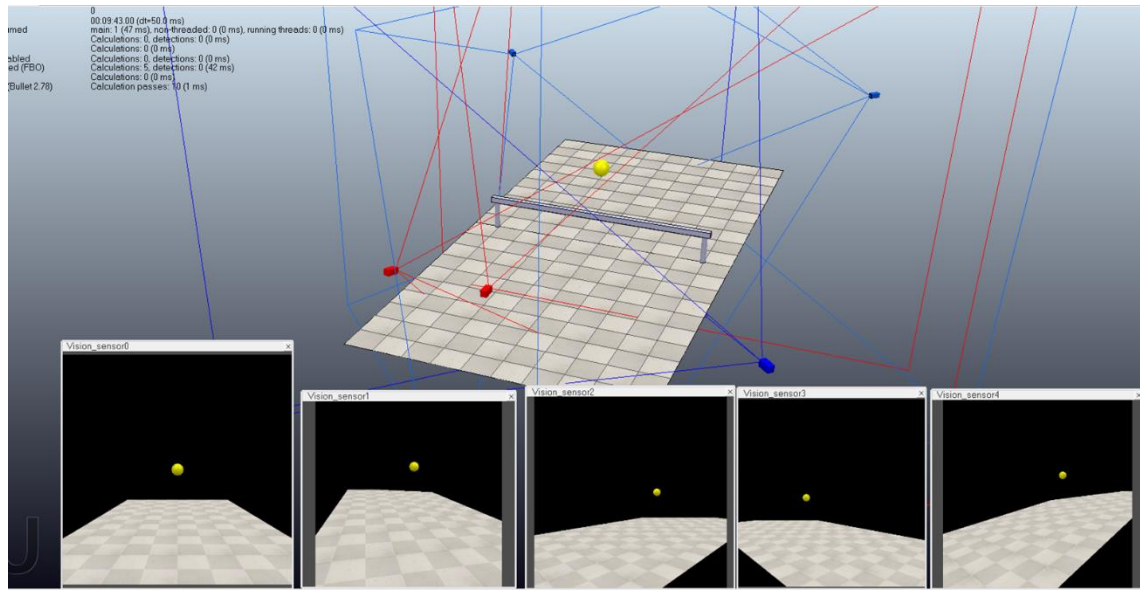 0
00:09:43.00 (dt=50.0 ms)
umed main: 1 (47 ms), non-threaded: 0 (0 ms), running threads: 0 (0 ms)
Calculations: 0, detections: 0 (0 ms)
Calculations: 0 (0 ms)
abled Calculations: 0, detections: 0 (0 ms)
ed (FBO) Calculations: 5, detections: 0 (42 ms)
Calculations: 0 (0 ms)
(Bullet 2.78) Calculation passes: 10 (1 ms)
Vision_sensor0
Vision_sensor1
Vision_sensor2
Vision_sensor3
Vision_sensor4